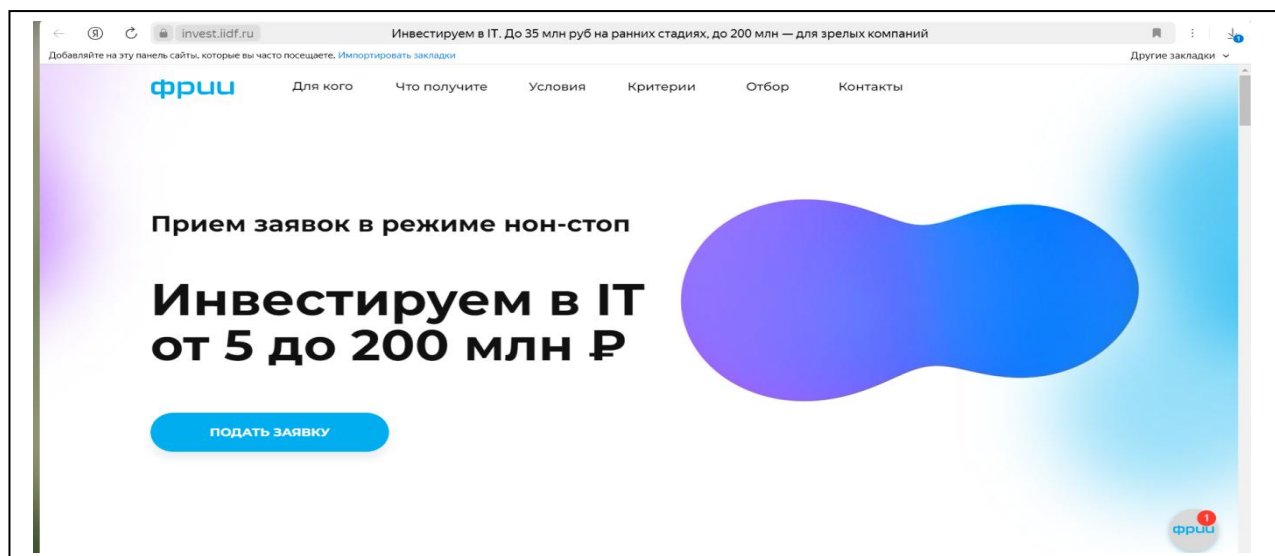 Я
invest.iidf.ru
Инвестируем в IT. До 35 млн руб на ранних стадиях, до 200 млн — для зрелых компаний
Добавляйте на эту панель сайты, которые вы часто посещаете. Импортировать закладки
Другие закладки
фрии
Для кого
Что получите
Условия
Критерии
Отбор
Контакты
Прием заявок в режиме нон-стоп
Инвестируем в IT
от 5 до 200 млн ₽
ПОДАТЬ ЗАЯВКУ
1
фрии